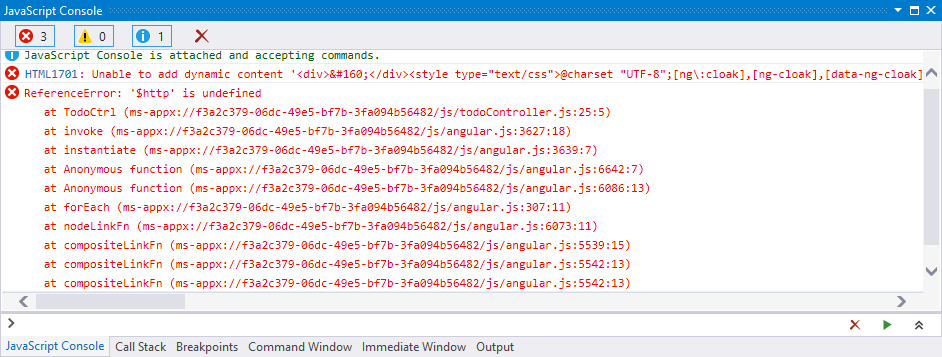 JavaScript Console
3 0 1
JavaScript Console is attached and accepting commands.
HTML1701: Unable to add dynamic content '<div>&#160;</div><style type="text/css">@charset "UTF-8";[ng\:cloak],[ng-cloak],[data-ng-cloak]
ReferenceError: '$http' is undefined
at TodoCtrl (ms-appx://f3a2c379-06dc-49e5-bf7b-3fa094b56482/js/todoController.js:25:5)
at invoke (ms-appx://f3a2c379-06dc-49e5-bf7b-3fa094b56482/js/angular.js:3627:18)
at instantiate (ms-appx://f3a2c379-06dc-49e5-bf7b-3fa094b56482/js/angular.js:3639:7)
at Anonymous function (ms-appx://f3a2c379-06dc-49e5-bf7b-3fa094b56482/js/angular.js:6642:7)
at Anonymous function (ms-appx://f3a2c379-06dc-49e5-bf7b-3fa094b56482/js/angular.js:6086:13)
at forEach (ms-appx://f3a2c379-06dc-49e5-bf7b-3fa094b56482/js/angular.js:307:11)
at nodeLinkFn (ms-appx://f3a2c379-06dc-49e5-bf7b-3fa094b56482/js/angular.js:6073:11)
at compositeLinkFn (ms-appx://f3a2c379-06dc-49e5-bf7b-3fa094b56482/js/angular.js:5539:15)
at compositeLinkFn (ms-appx://f3a2c379-06dc-49e5-bf7b-3fa094b56482/js/angular.js:5542:13)
at compositeLinkFn (ms-appx://f3a2c379-06dc-49e5-bf7b-3fa094b56482/js/angular.js:5542:13)
JavaScript Console Call Stack Breakpoints Command Window Immediate Window Output